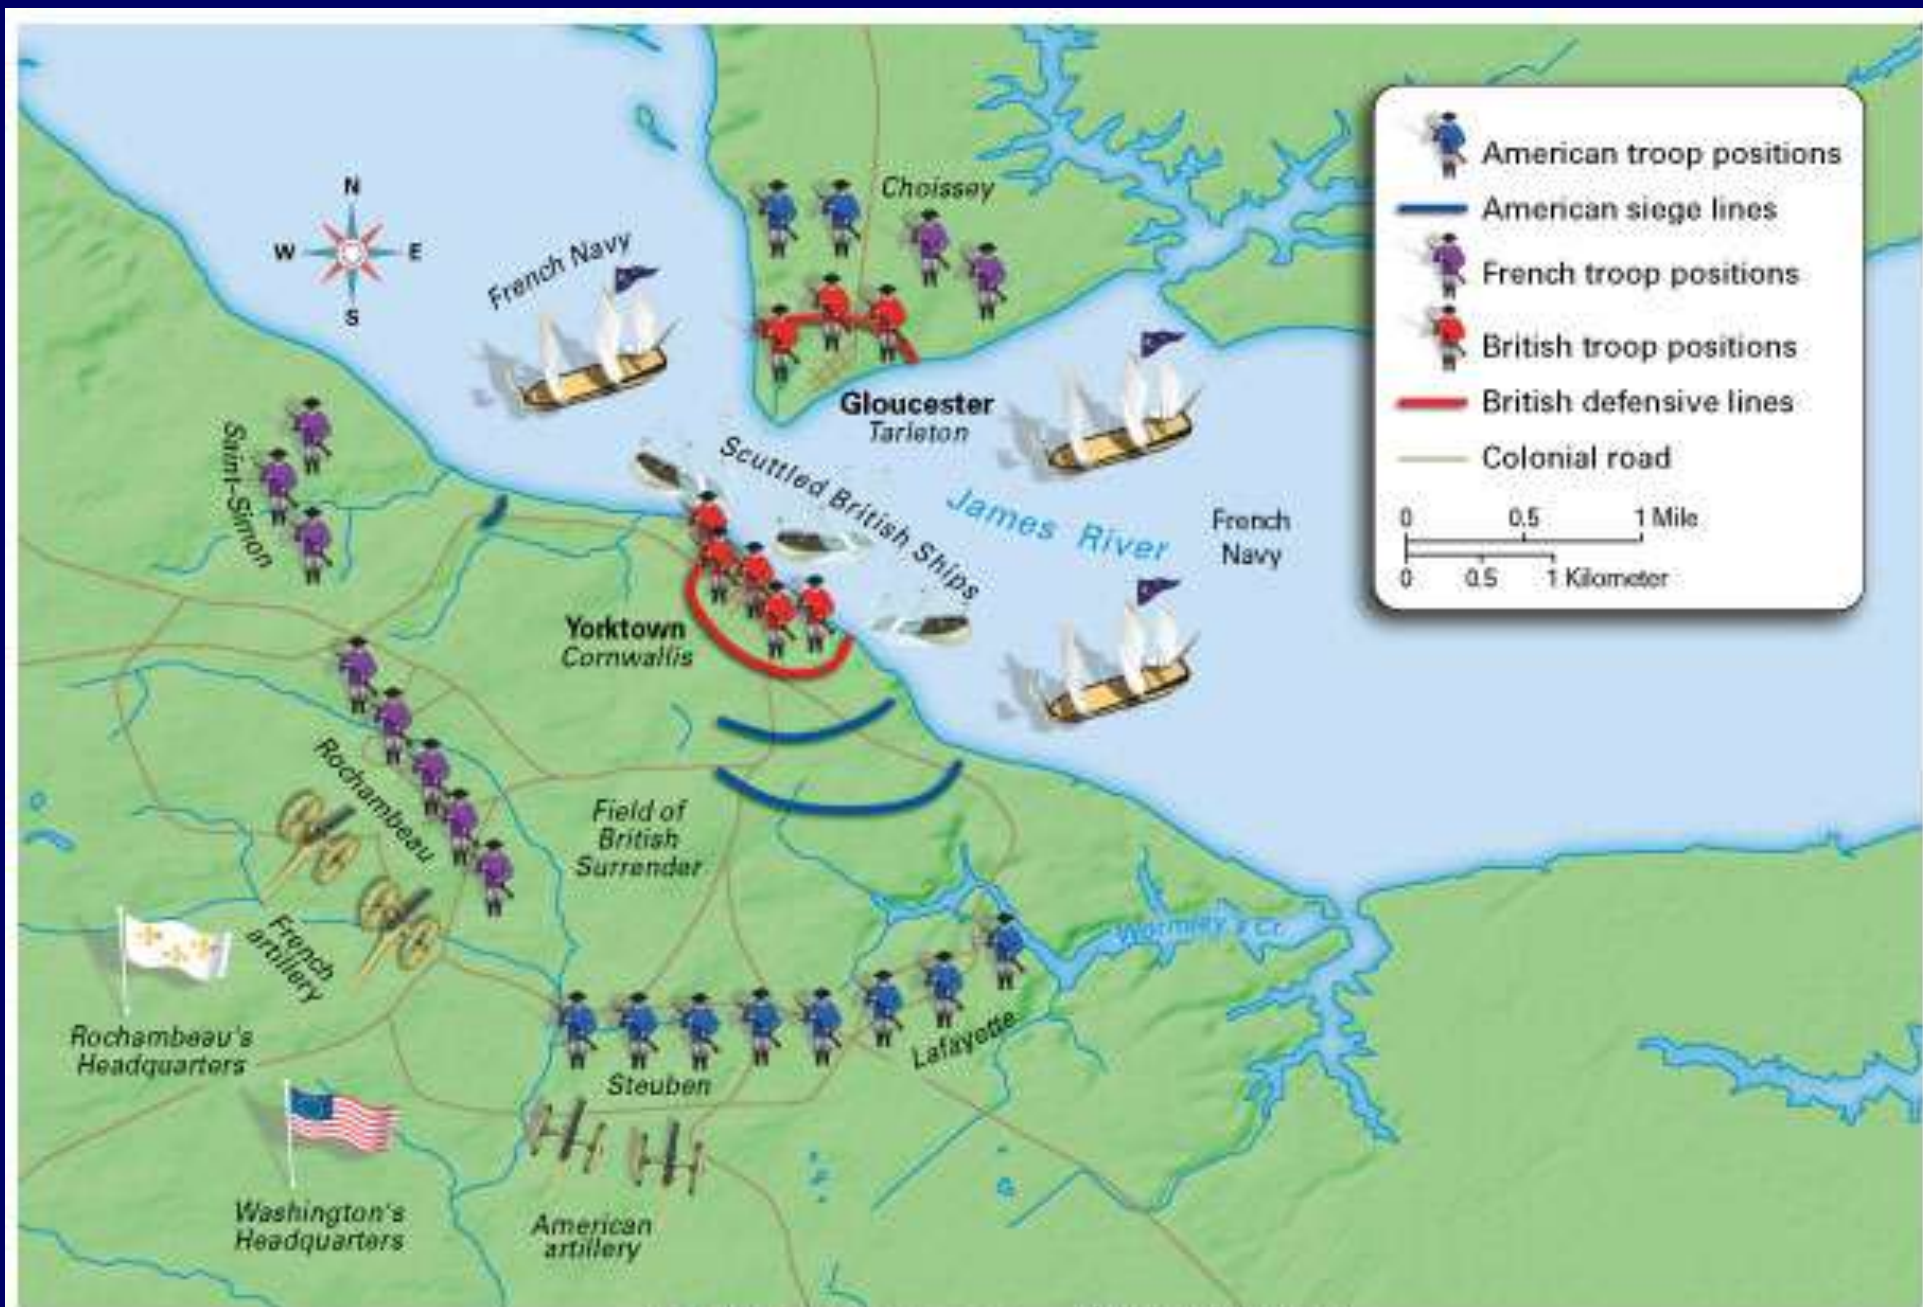 N
W E
S
French Navy
Choissey
Gloucester
Tarleton
Scuttled British Ships
James River
French
Navy
Saint-Simon
Yorktown
Cornwallis
Rochambeau
Field of
British
Surrender
French
artillery
Wormley's Cr.
Rochambeau's
Headquarters
Steuben
Lafayette
Washington's
Headquarters
American
artillery
American troop positions
American siege lines
French troop positions
British troop positions
British defensive lines
Colonial road
0 0.5 1 Mile
0 0.5 1 Kilometer